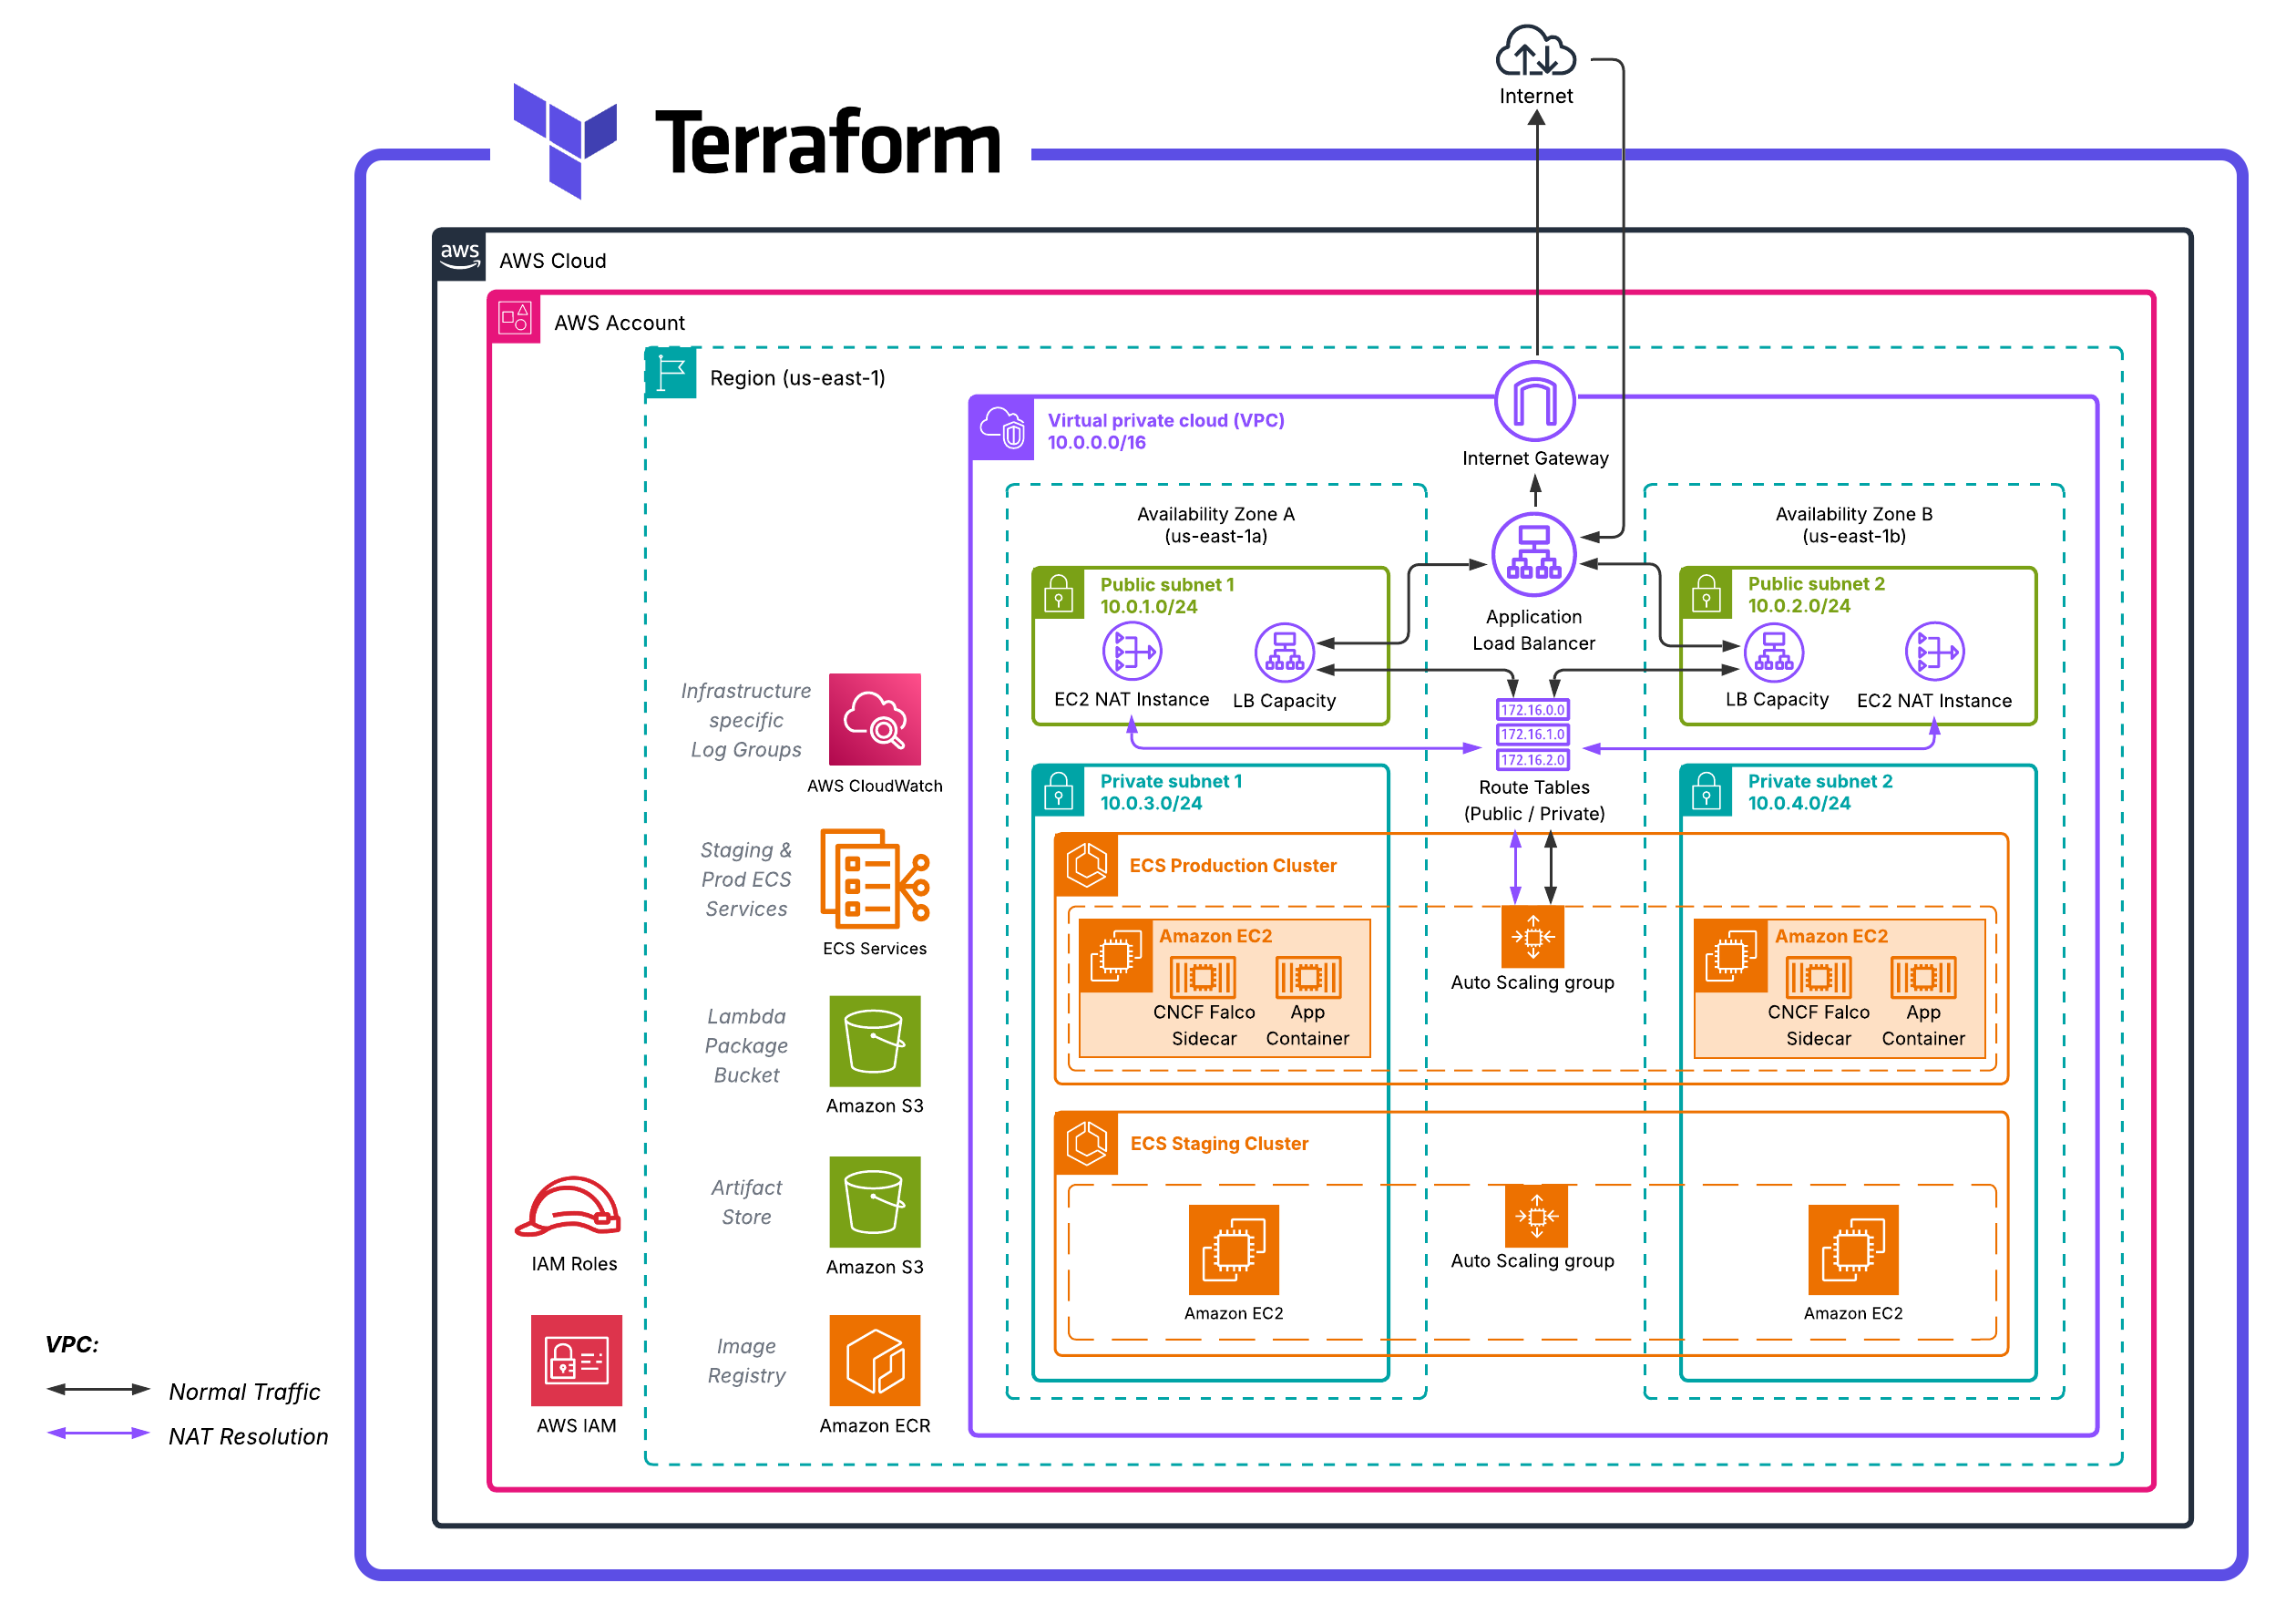 Internet
Terraform
aws
AWS Cloud
AWS Account
Region (us-east-1)
Virtual private cloud (VPC)
10.0.0.0/16
Internet Gateway
Availability Zone A
(us-east-1a)
Availability Zone B
(us-east-1b)
Public subnet 1
10.0.1.0/24
EC2 NAT Instance
LB Capacity
Application
Load Balancer
Public subnet 2
10.0.2.0/24
LB Capacity
EC2 NAT Instance
172.16.0.0
172.16.1.0
172.16.2.0
Route Tables
(Public / Private)
Infrastructure
specific
Log Groups
AWS CloudWatch
Staging &
Prod ECS
Services
ECS Services
Lambda
Package
Bucket
Amazon S3
Artifact
Store
Amazon S3
Image
Registry
Amazon ECR
IAM Roles
AWS IAM
Private subnet 1
10.0.3.0/24
Private subnet 2
10.0.4.0/24
ECS Production Cluster
Amazon EC2
CNCF Falco
Sidecar
App
Container
Auto Scaling group
Amazon EC2
CNCF Falco
Sidecar
App
Container
ECS Staging Cluster
Amazon EC2
Auto Scaling group
Amazon EC2
VPC:
Normal Traffic
NAT Resolution